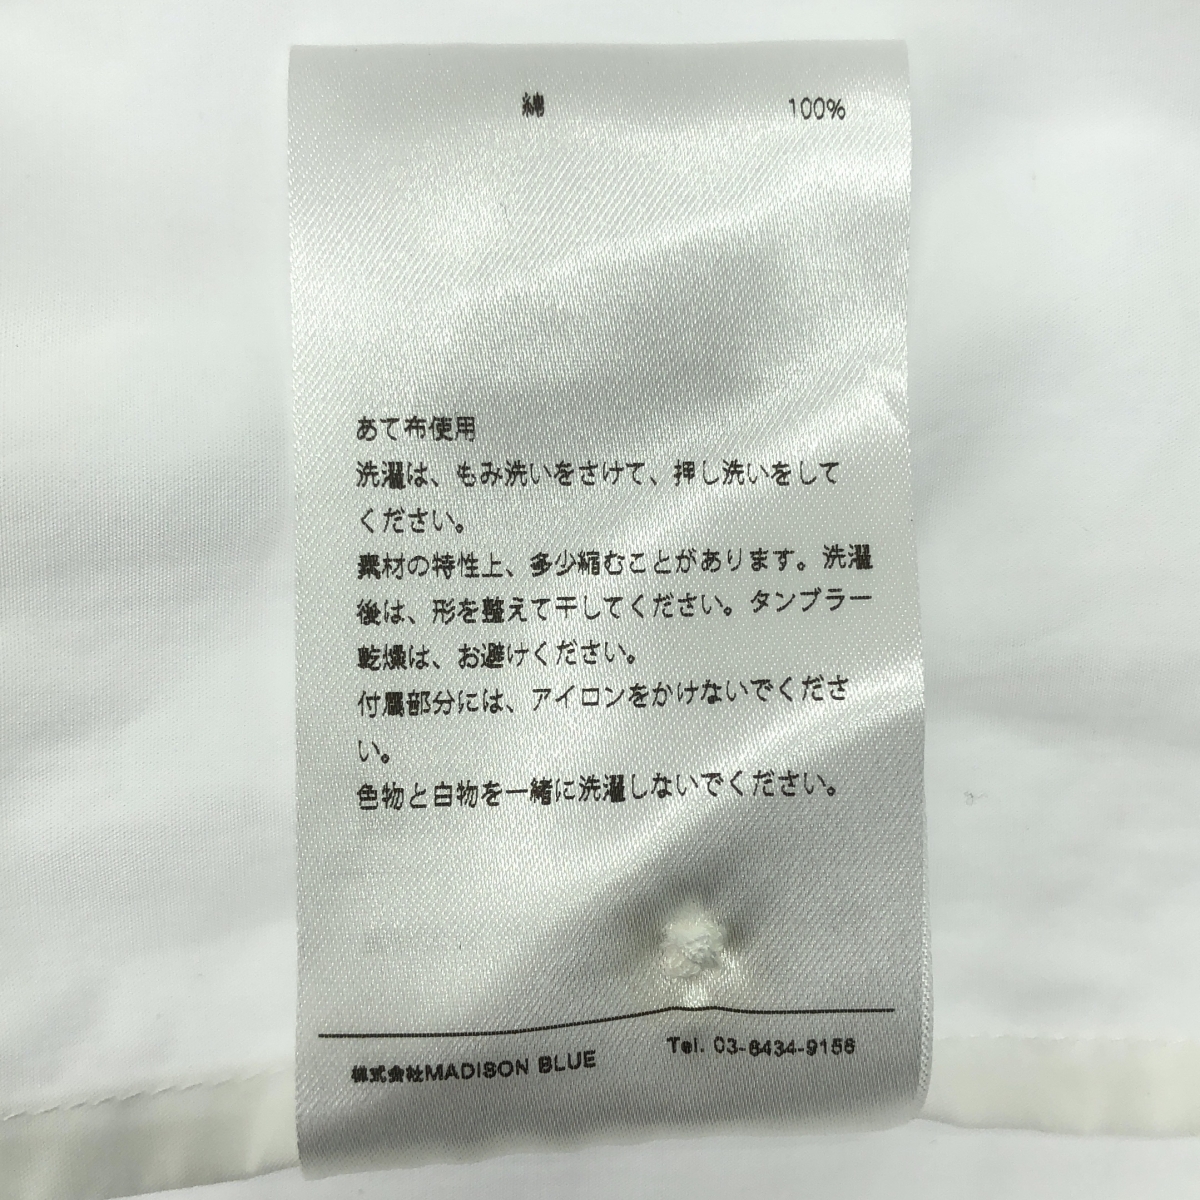 綿 100%
あて布使用
洗濯は、もみ洗いをさけて、押し洗いをして
ください。
素材の特性上、多少縮むことがあります。洗濯
後は、形を整えて干してください。タンブラー
乾燥は、お避けください。
付属部分には、アイロンをかけないでくださ
い。
色物と白物を一緒に洗濯しないでください。
株式会社MADISON BLUE Tel. 03-6434-9156